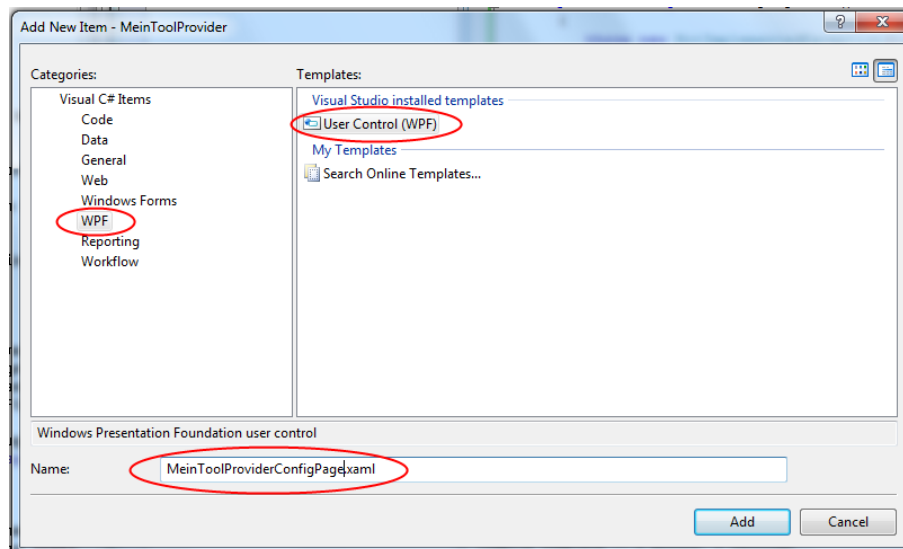 Add New Item - MeinToolProvider
Categories:
Templates:
Visual C# Items
Code
Data
General
Web
Windows Forms
WPF
Reporting
Workflow
Visual Studio installed templates
User Control (WPF)
My Templates
Search Online Templates...
Windows Presentation Foundation user control
Name:
MeinToolProviderConfigPage.xaml
Add
Cancel